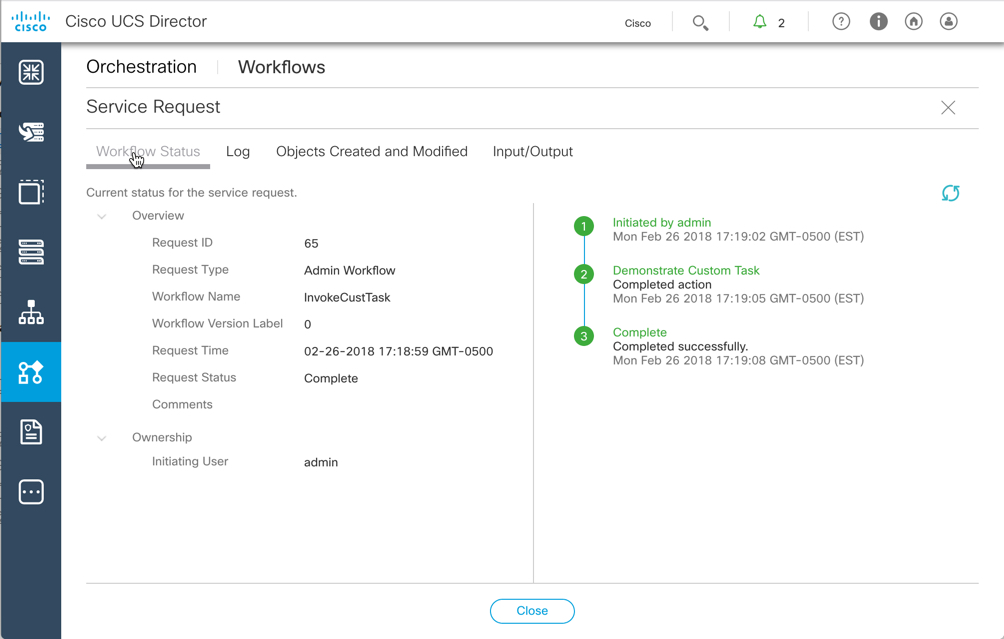 CISCO
Cisco UCS Director
Cisco
2
Orchestration
Workflows
Service Request
Workflow Status
Log
Objects Created and Modified
Input/Output
Current status for the service request.
Overview
Request ID 65
Request Type Admin Workflow
Workflow Name InvokeCustTask
Workflow Version Label 0
Request Time 02-26-2018 17:18:59 GMT-0500
Request Status Complete
Comments
Ownership
Initiating User admin
1 Initiated by admin
Mon Feb 26 2018 17:19:02 GMT-0500 (EST)
2 Demonstrate Custom Task
Completed action
Mon Feb 26 2018 17:19:05 GMT-0500 (EST)
3 Complete
Completed successfully.
Mon Feb 26 2018 17:19:08 GMT-0500 (EST)
Close